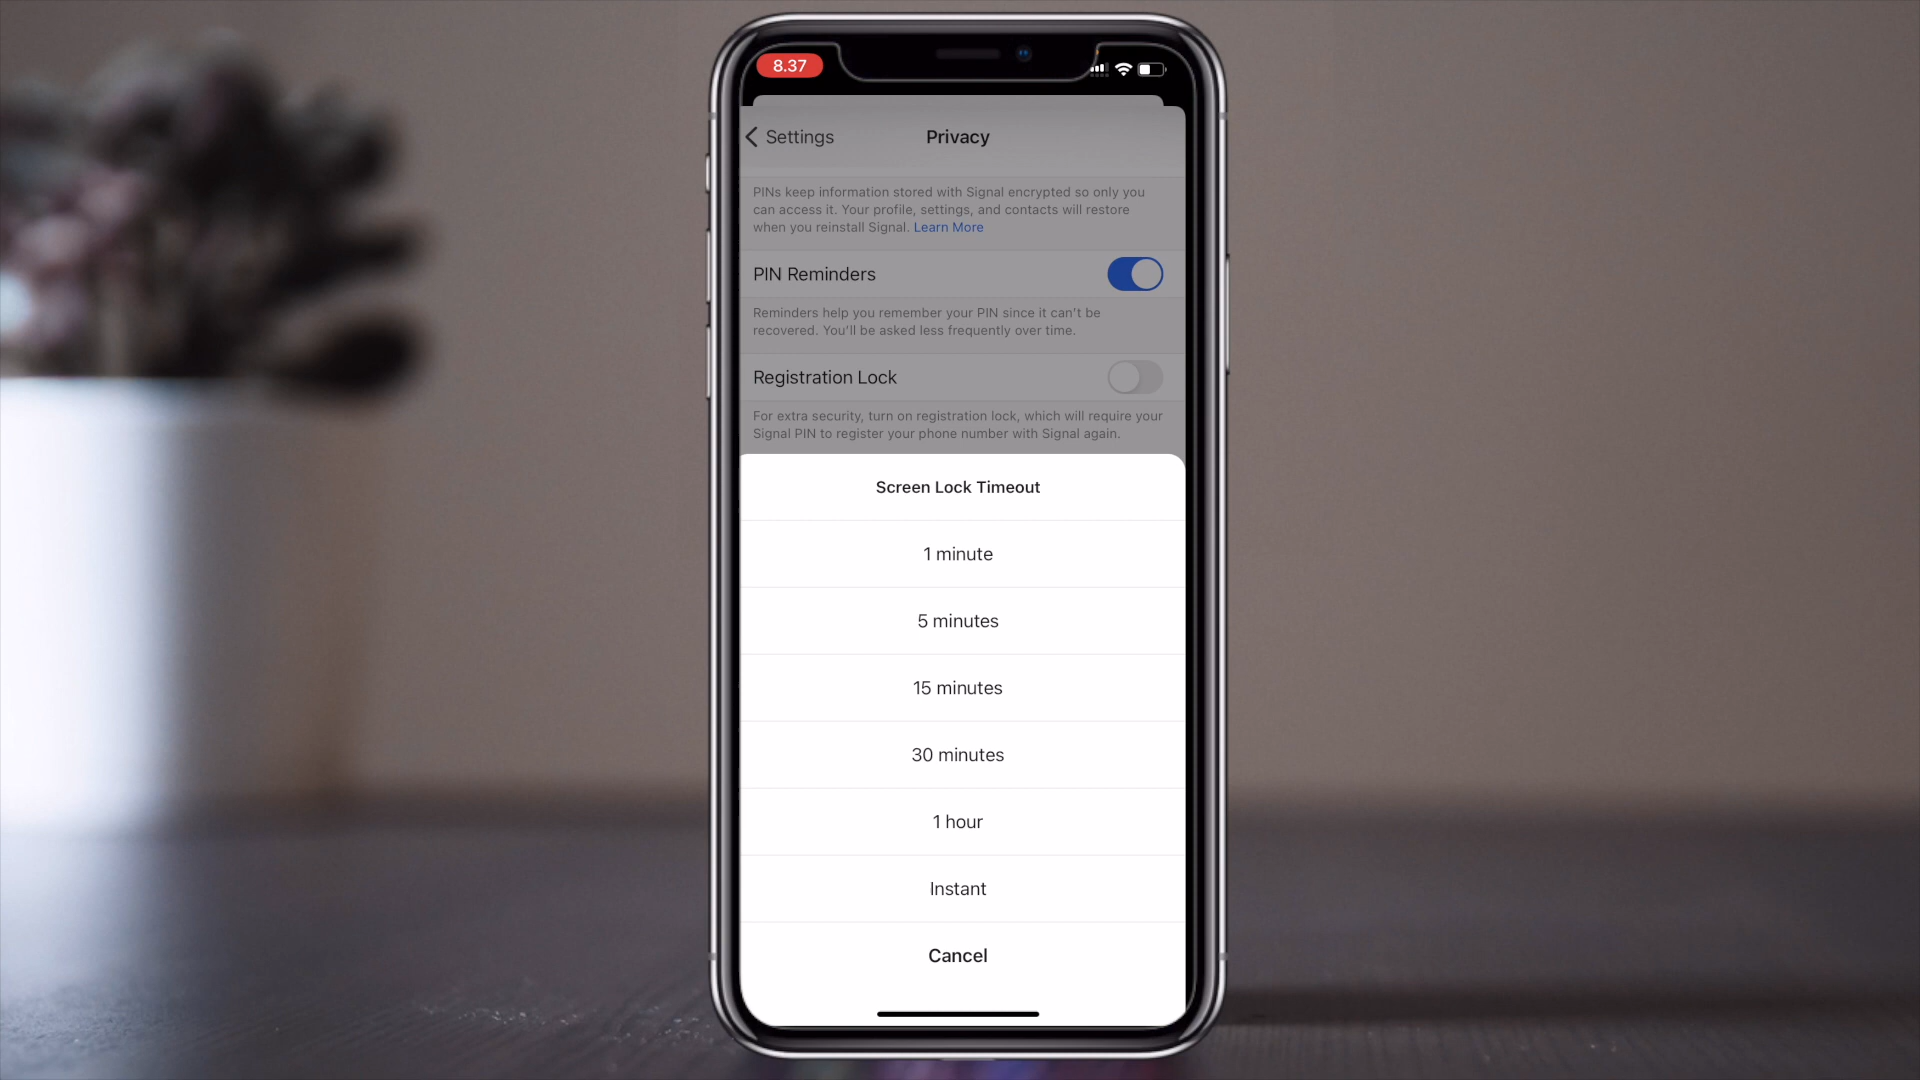 8.37
Settings
Privacy
PINs keep information stored with Signal encrypted so only you
can access it. Your profile, settings, and contacts will restore
when you reinstall Signal. Learn More
PIN Reminders
Reminders help you remember your PIN since it can't be
recovered. You'll be asked less frequently over time.
Registration Lock
For extra security, turn on registration lock, which will require your
Signal PIN to register your phone number with Signal again.
Screen Lock Timeout
1 minute
5 minutes
15 minutes
30 minutes
1 hour
Instant
Cancel